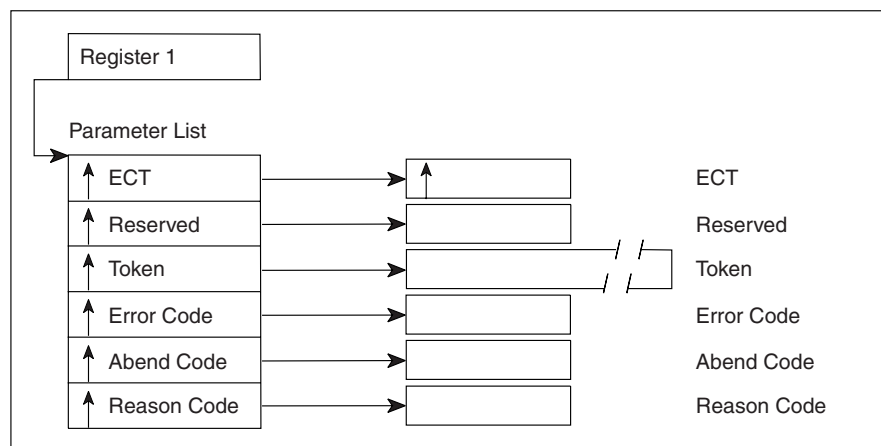 Register 1
Parameter List
ECT ECT
Reserved Reserved
Token Token
Error Code Error Code
Abend Code Abend Code
Reason Code Reason Code